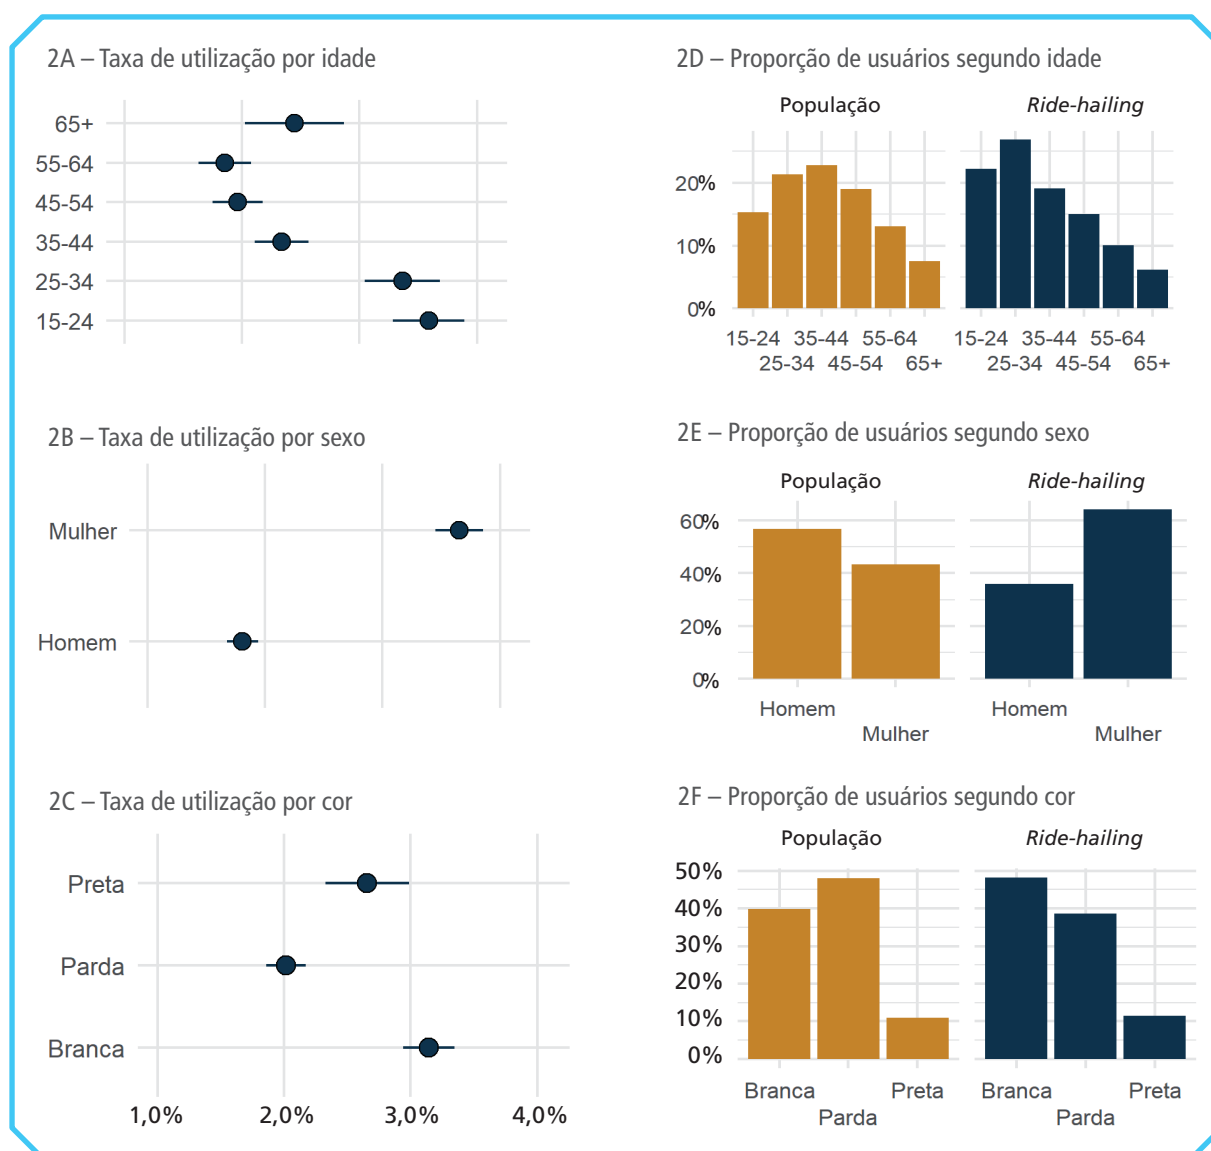 2A – Taxa de utilização por idade
65+
55-64
45-54
35-44
25-34
15-24
2D – Proporção de usuários segundo idade
População
Ride-hailing
20%
10%
0%
15-24 35-44 55-64
25-34 45-54 65+
15-24 35-44 55-64
25-34 45-54 65+
2B – Taxa de utilização por sexo
Mulher
Homem
2E – Proporção de usuários segundo sexo
População
Ride-hailing
60%
40%
20%
0%
Homem
Mulher
Homem
Mulher
2C – Taxa de utilização por cor
Preta
Parda
Branca
1,0% 2,0% 3,0% 4,0%
2F – Proporção de usuários segundo cor
População
Ride-hailing
50%
40%
30%
20%
10%
0%
Branca Preta
Parda
Branca Preta
Parda